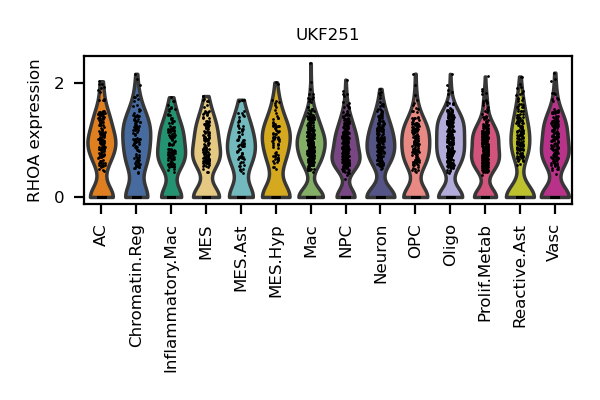 UKF251
RHOA expression
2
0
AC
Chromatin.Reg
Inflammatory.Mac
MES
MES.Ast
MES.Hyp
Mac
NPC
Neuron
OPC
Oligo
Prolif.Metab
Reactive.Ast
Vasc